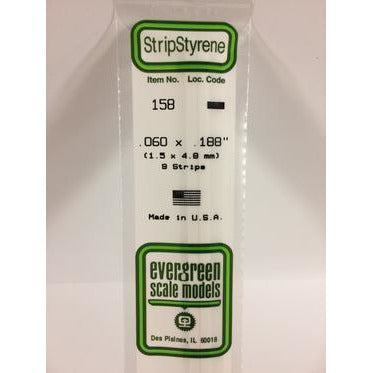 StripStyrene
Item No. Loc. Code
158
.060 x .188"
(1.5 x 4.8 mm)
9 Strips
Made in U.S.A.
evergreen
scale models
Des Plaines, IL 60018